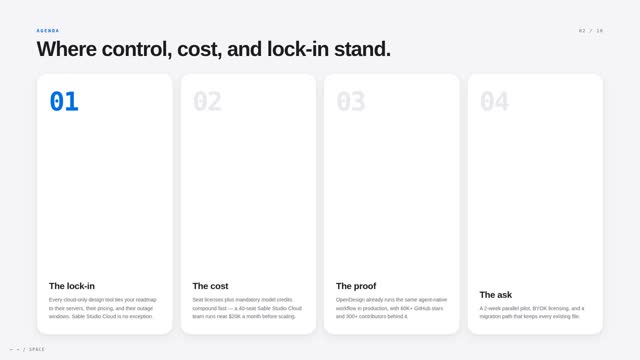 AGENDA
02 / 10
Where control, cost, and lock-in stand.
01
The lock-in
Every cloud-only design tool ties your roadmap
to their servers, their pricing, and their outage
windows. Sable Studio Cloud is no exception.
02
The cost
Seat licenses plus mandatory model credits
compound fast — a 40-seat Sable Studio Cloud
team runs near $20K a month before scaling.
03
The proof
OpenDesign already runs the same agent-native
workflow in production, with 60K+ GitHub stars
and 300+ contributors behind it.
04
The ask
A 2-week parallel pilot, BYOK licensing, and a
migration path that keeps every existing file.
← → / SPACE